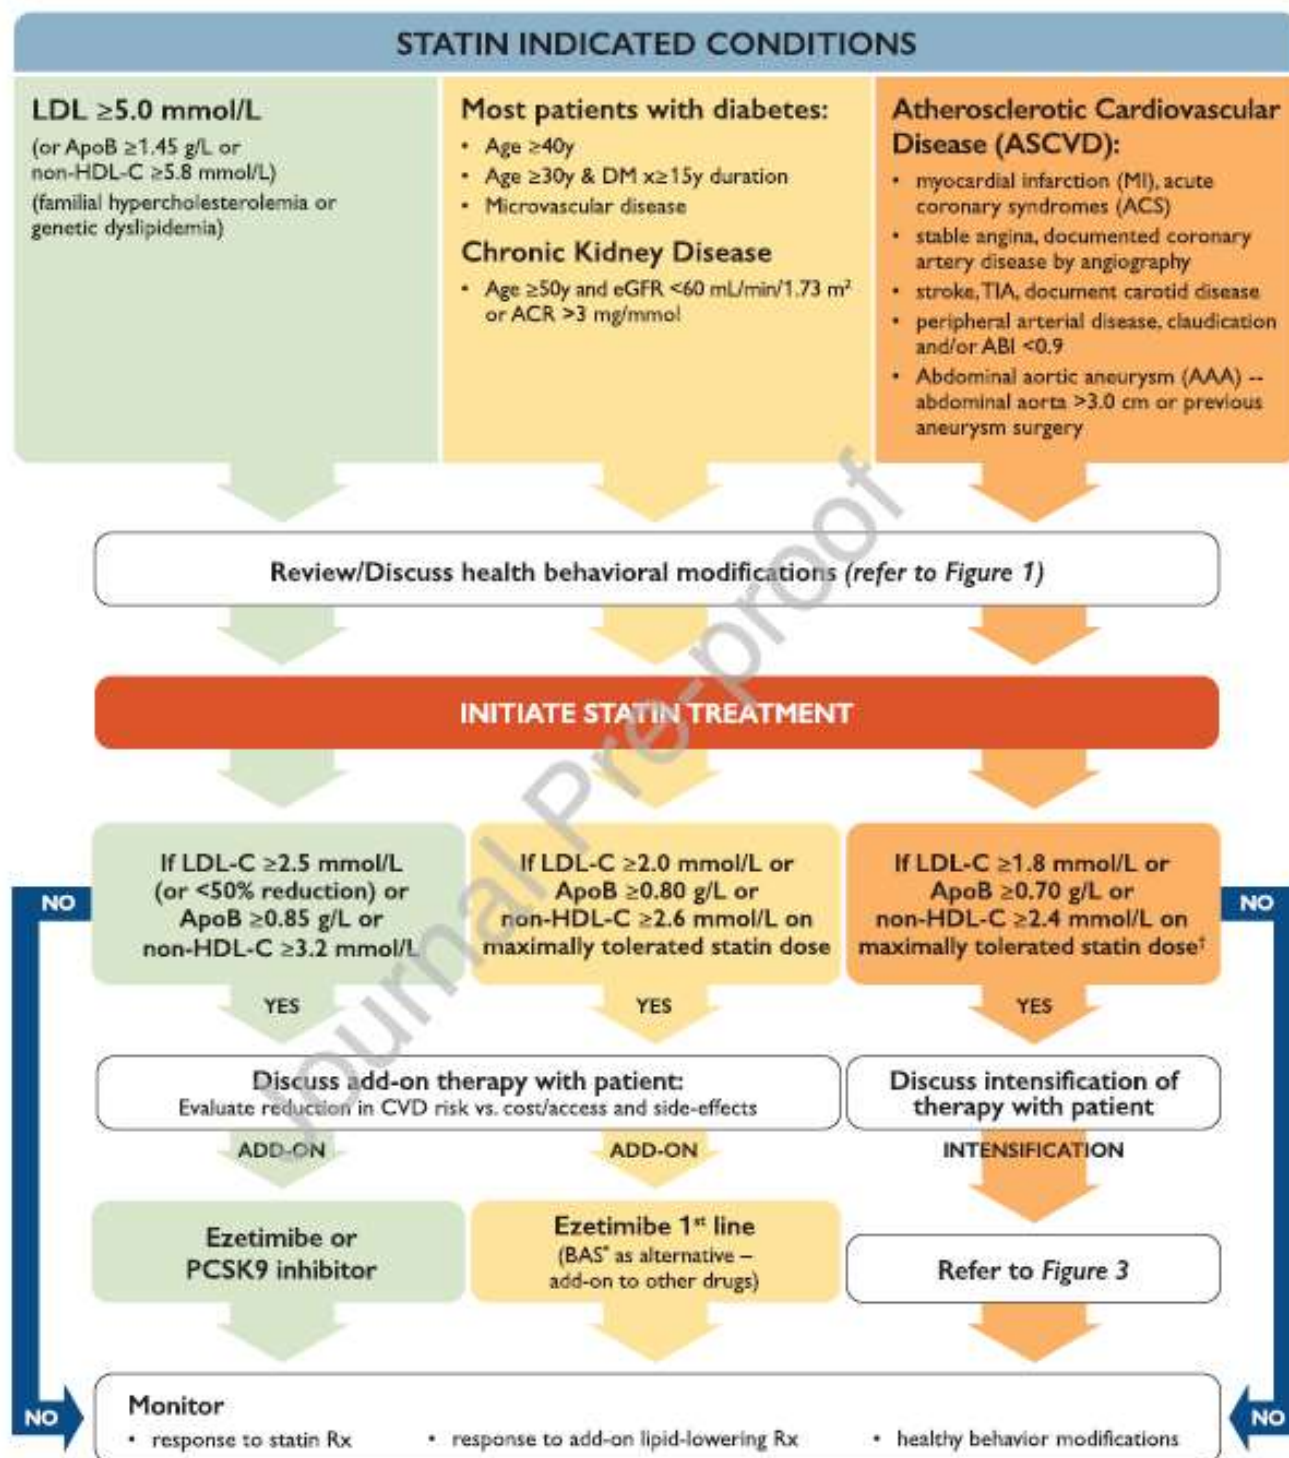 STATIN INDICATED CONDITIONS
LDL ≥5.0 mmol/L
(or ApoB ≥1.45 g/L or
non-HDL-C ≥5.8 mmol/L)
(familial hypercholesterolemia or
genetic dyslipidemia)
Most patients with diabetes:
• Age ≥40y
• Age ≥30y & DM x≥15y duration
• Microvascular disease
Chronic Kidney Disease
• Age ≥50y and eGFR <60 mL/min/1.73 m²
or ACR >3 mg/mmol
Atherosclerotic Cardiovascular
Disease (ASCVD):
• myocardial infarction (MI), acute
coronary syndromes (ACS)
• stable angina, documented coronary
artery disease by angiography
• stroke, TIA, document carotid disease
• peripheral arterial disease, claudication
and/or ABI <0.9
• Abdominal aortic aneurysm (AAA) --
abdominal aorta >3.0 cm or previous
aneurysm surgery
Review/Discuss health behavioral modifications (refer to Figure 1)
INITIATE STATIN TREATMENT
If LDL-C ≥2.5 mmol/L
(or <50% reduction) or
ApoB ≥0.85 g/L or
non-HDL-C ≥3.2 mmol/L
If LDL-C ≥2.0 mmol/L or
ApoB ≥0.80 g/L or
non-HDL-C ≥2.6 mmol/L on
maximally tolerated statin dose
If LDL-C ≥1.8 mmol/L or
ApoB ≥0.70 g/L or
non-HDL-C ≥2.4 mmol/L on
maximally tolerated statin dose‡
NO
NO
YES
YES
YES
Discuss add-on therapy with patient:
Evaluate reduction in CVD risk vs. cost/access and side-effects
Discuss intensification of
therapy with patient
ADD-ON
ADD-ON
INTENSIFICATION
Ezetimibe or
PCSK9 inhibitor
Ezetimibe 1st line
(BAS* as alternative –
add-on to other drugs)
Refer to Figure 3
NO
Monitor
• response to statin Rx
• response to add-on lipid-lowering Rx
• healthy behavior modifications
NO
Journal Pre-proof